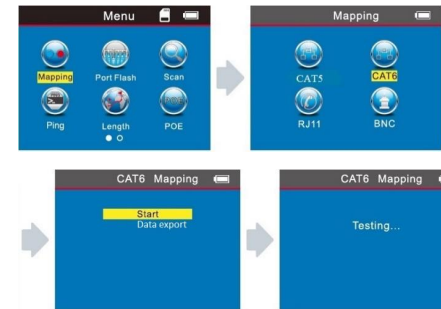 Menu
Mapping Port Flash Scan
Ping Length POE
Mapping
CAT5 CAT6
RJ11 BNC
CAT6 Mapping
Start
Data export
CAT6 Mapping
Testing...